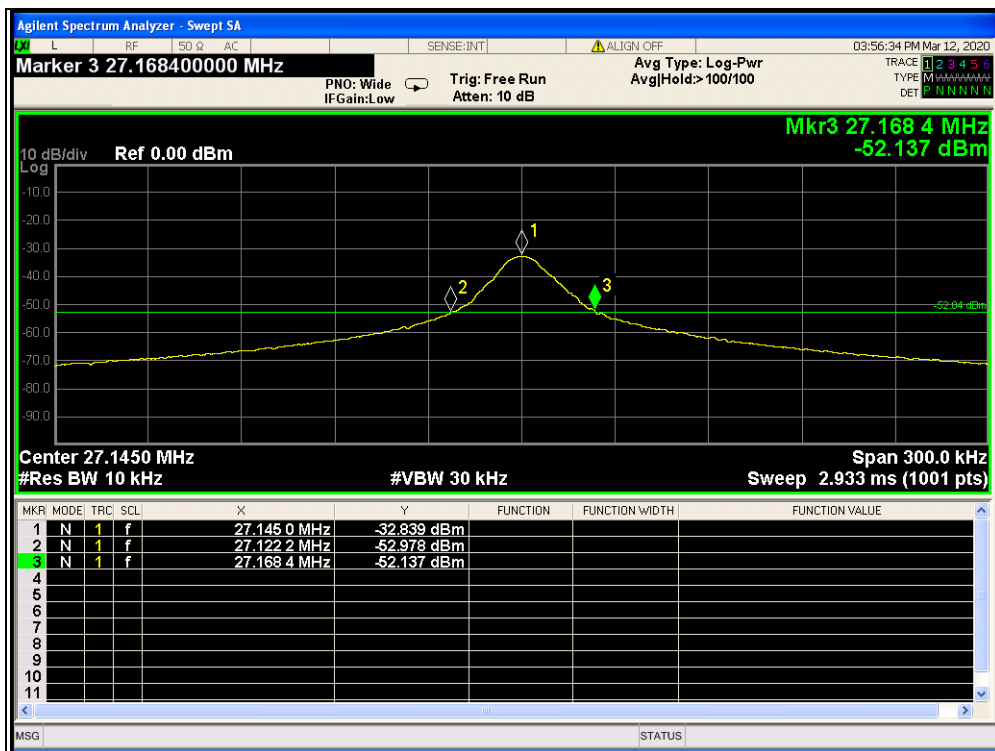 Agilent Spectrum Analyzer - Swept SA
LXI L RF 50 Ω AC SENSE:INT ALIGN OFF 03:56:34 PM Mar 12, 2020
Marker 3 27.168400000 MHz
PNO: Wide
IFGain:Low
Trig: Free Run
Atten: 10 dB
Avg Type: Log-Pwr
Avg|Hold:>100/100
TRACE 1 2 3 4 5 6
TYPE M
DET P N N N N N
Mkr3 27.168 4 MHz
-52.137 dBm
10 dB/div Ref 0.00 dBm
Log
-10.0
-20.0
-30.0
-40.0
-50.0
-60.0
-70.0
-80.0
-90.0
1
2
3
-52.84 dBm
Center 27.1450 MHz Span 300.0 kHz
#Res BW 10 kHz #VBW 30 kHz Sweep 2.933 ms (1001 pts)
MKR MODE TRC SCL X Y FUNCTION FUNCTION WIDTH FUNCTION VALUE
1 N 1 f 27.145 0 MHz -32.839 dBm
2 N 1 f 27.122 2 MHz -52.978 dBm
3 N 1 f 27.168 4 MHz -52.137 dBm
4
5
6
7
8
9
10
11
MSG STATUS